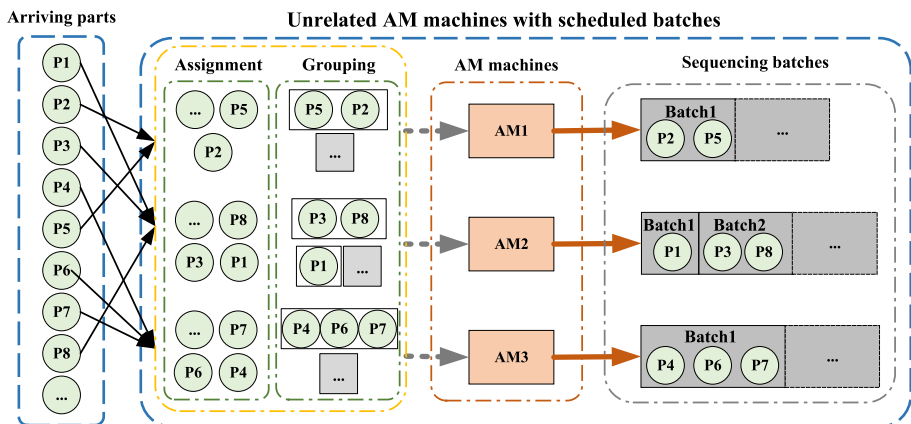 Arriving parts
Unrelated AM machines with scheduled batches
P1
P2
P3
P4
P5
P6
P7
P8
...
Assignment
... P5
P2
... P8
P3 P1
... P7
P6 P4
Grouping
P5 P2
...
P3 P8
P1 ...
P4 P6 P7
...
AM machines
AM1
AM2
AM3
Sequencing batches
Batch1
P2 P5 ...
Batch1 Batch2
P1 P3 P8 ...
Batch1
P4 P6 P7 ...